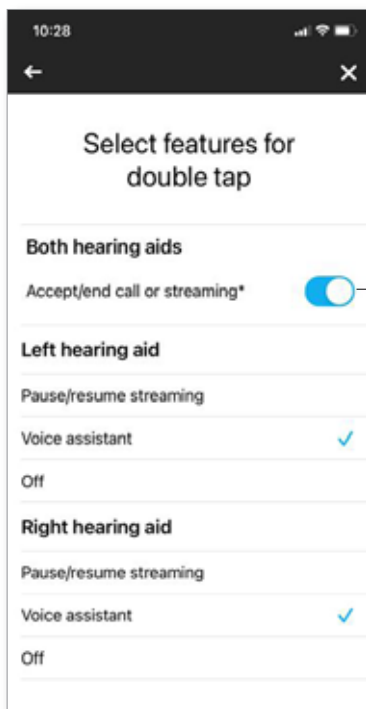 10:28
Select features for
double tap
Both hearing aids
Accept/end call or streaming*
Left hearing aid
Pause/resume streaming
Voice assistant
Off
Right hearing aid
Pause/resume streaming
Voice assistant
Off